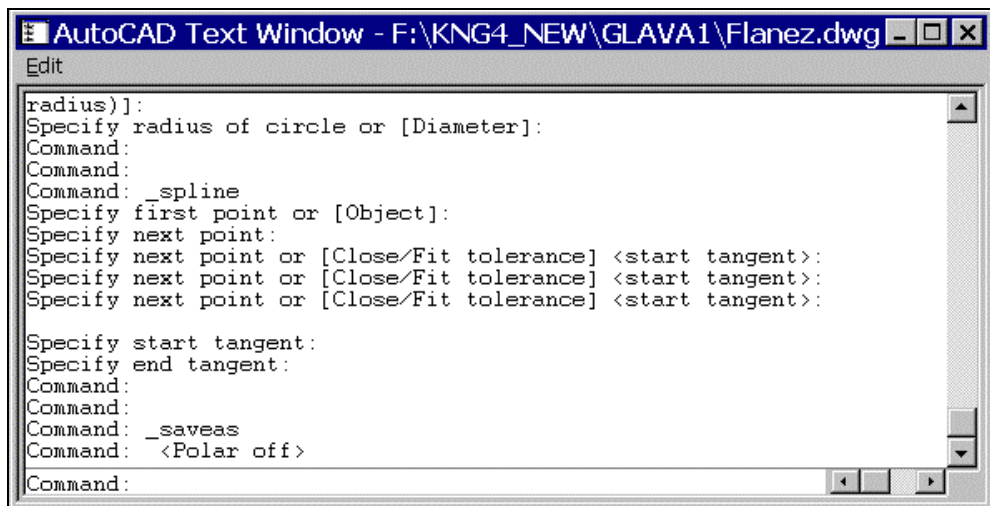 AutoCAD Text Window - F:\KNG4_NEW\GLAVA1\Flanez.dwg
Edit
radius)]:
Specify radius of circle or [Diameter]:
Command:
Command:
Command: _spline
Specify first point or [Object]:
Specify next point:
Specify next point or [Close/Fit tolerance] <start tangent>:
Specify next point or [Close/Fit tolerance] <start tangent>:
Specify next point or [Close/Fit tolerance] <start tangent>:
Specify start tangent:
Specify end tangent:
Command:
Command:
Command: _saveas
Command: <Polar off>
Command: